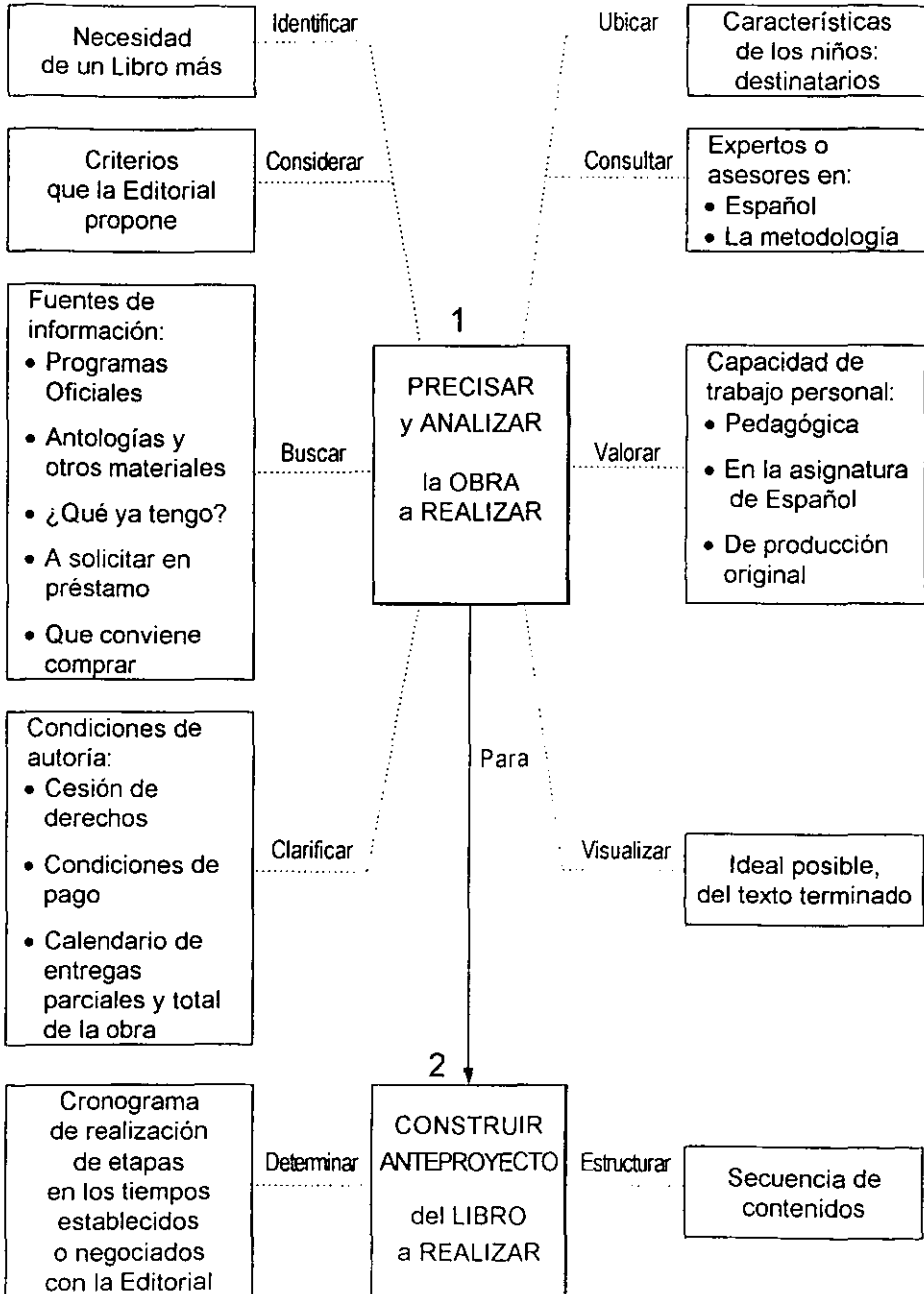 Necesidad
de un Libro más
Identificar
Ubicar
Características
de los niños:
destinatarios
Criterios
que la Editorial
propone
Considerar
Consultar
Expertos o
asesores en:
• Español
• La metodología
Fuentes de
información:
• Programas
Oficiales
• Antologías y
otros materiales
• ¿Qué ya tengo?
• A solicitar en
préstamo
• Que conviene
comprar
Buscar
1
PRECISAR
y ANALIZAR
la OBRA
a REALIZAR
Valorar
Capacidad de
trabajo personal:
• Pedagógica
• En la asignatura
de Español
• De producción
original
Condiciones de
autoría:
• Cesión de
derechos
• Condiciones de
pago
• Calendario de
entregas
parciales y total
de la obra
Clarificar
Para
Visualizar
Ideal posible,
del texto terminado
Cronograma
de realización
de etapas
en los tiempos
establecidos
o negociados
con la Editorial
Determinar
2
CONSTRUIR
ANTEPROYECTO
del LIBRO
a REALIZAR
Estructurar
Secuencia de
contenidos